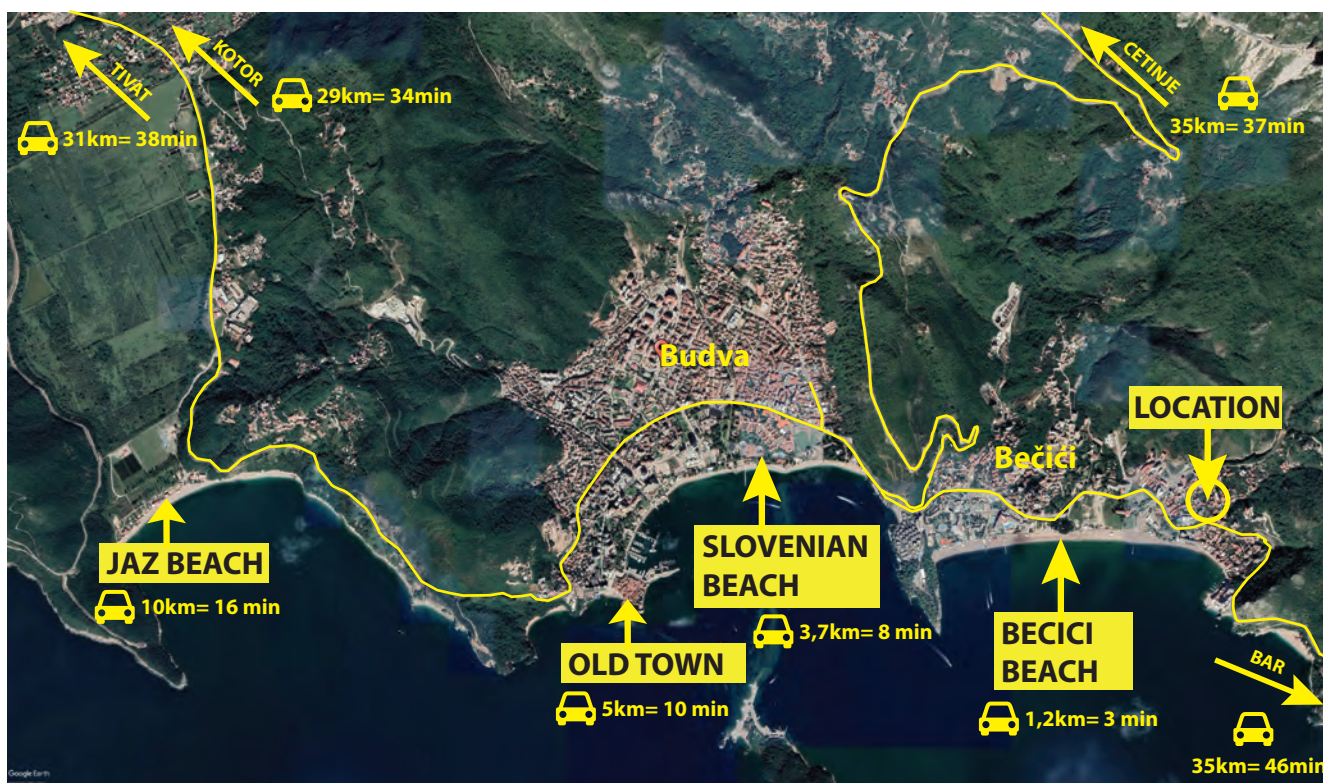 KOTOR
TIVAT
29km= 34min
31km= 38min
CETINJE
35km= 37min
Budva
LOCATION
Bečići
JAZ BEACH
10km= 16 min
SLOVENIAN
BEACH
3,7km= 8 min
OLD TOWN
5km= 10 min
BECICI
BEACH
1,2km= 3 min
BAR
35km= 46min
Google Earth